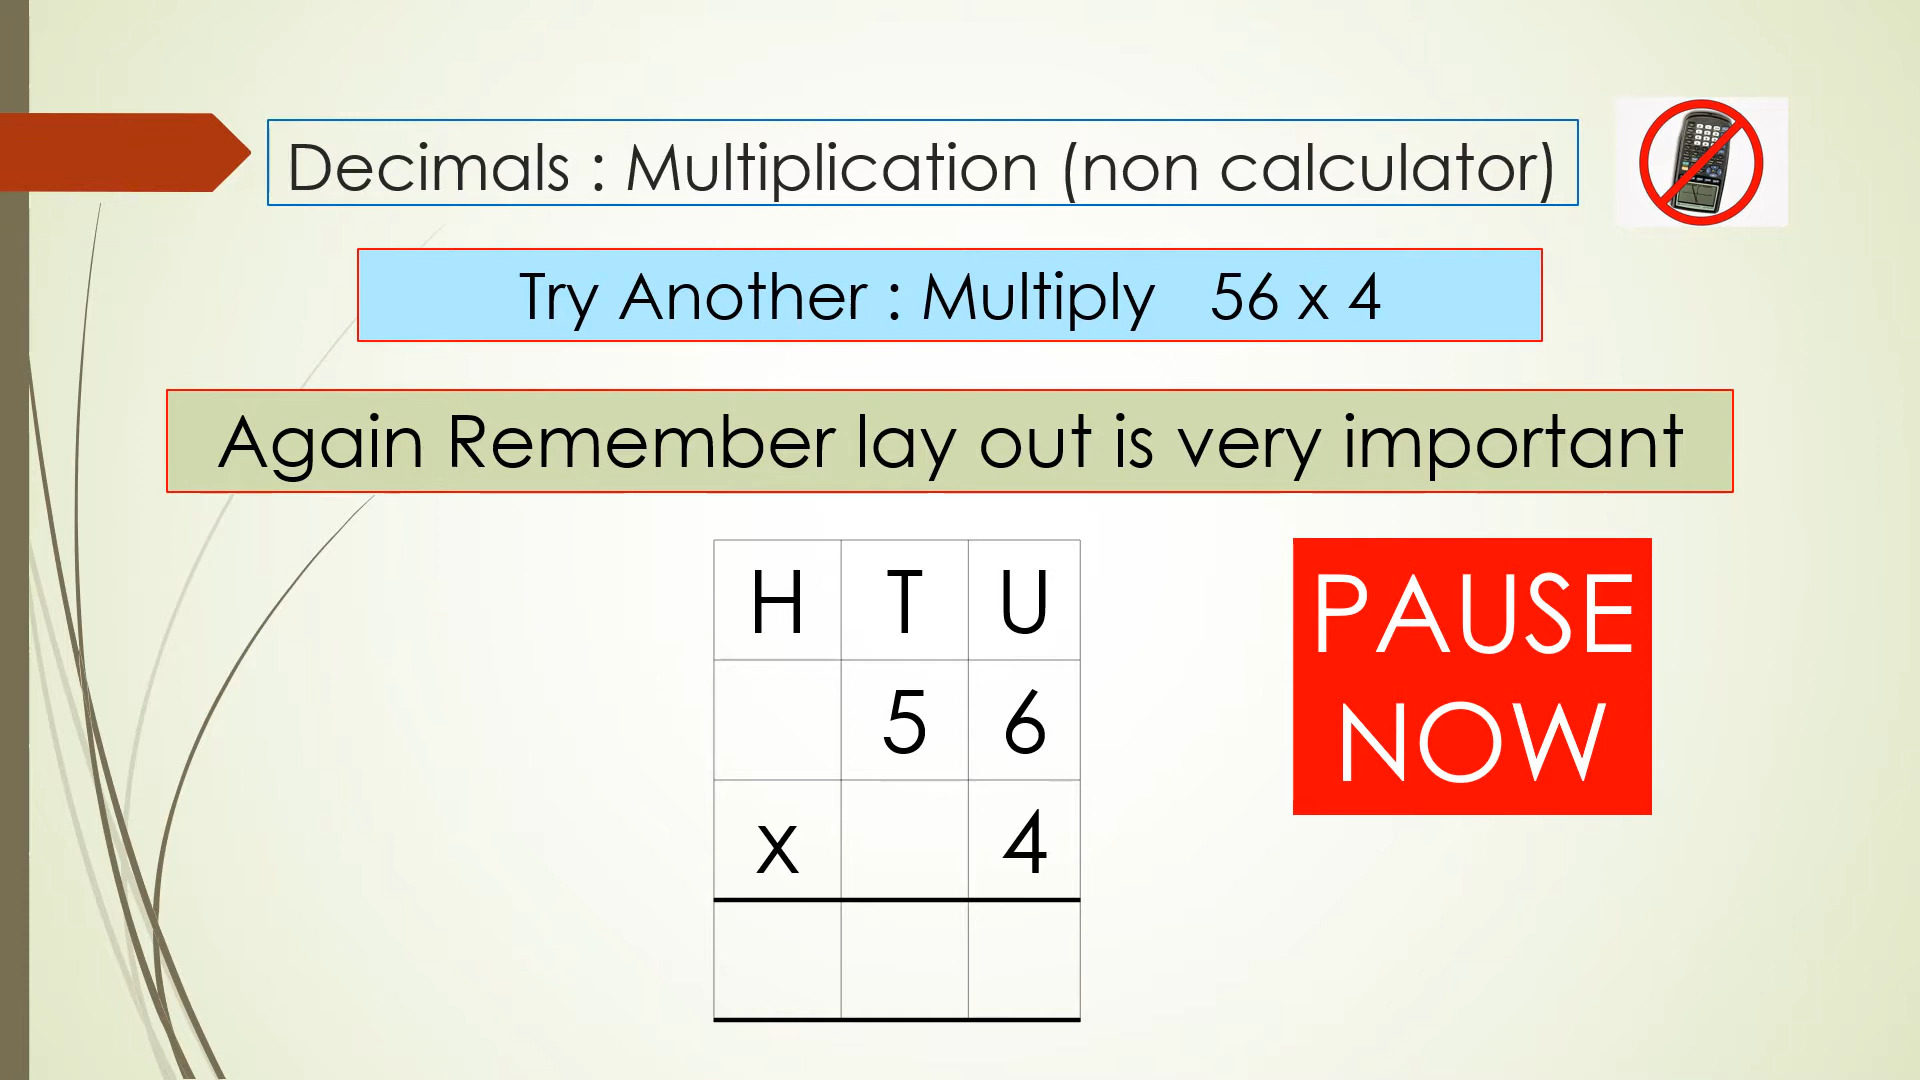 Decimals : Multiplication (non calculator)
Try Another : Multiply   56 x 4
Again Remember lay out is very important
H T U
5 6
x 4
PAUSE
NOW